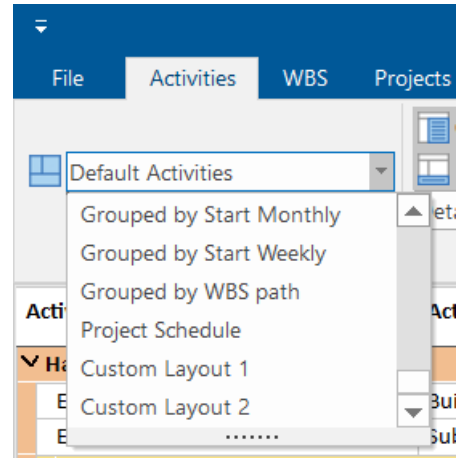 File Activities WBS Projects
Default Activities
Grouped by Start Monthly
Grouped by Start Weekly
Grouped by WBS path
Project Schedule
Custom Layout 1
Custom Layout 2